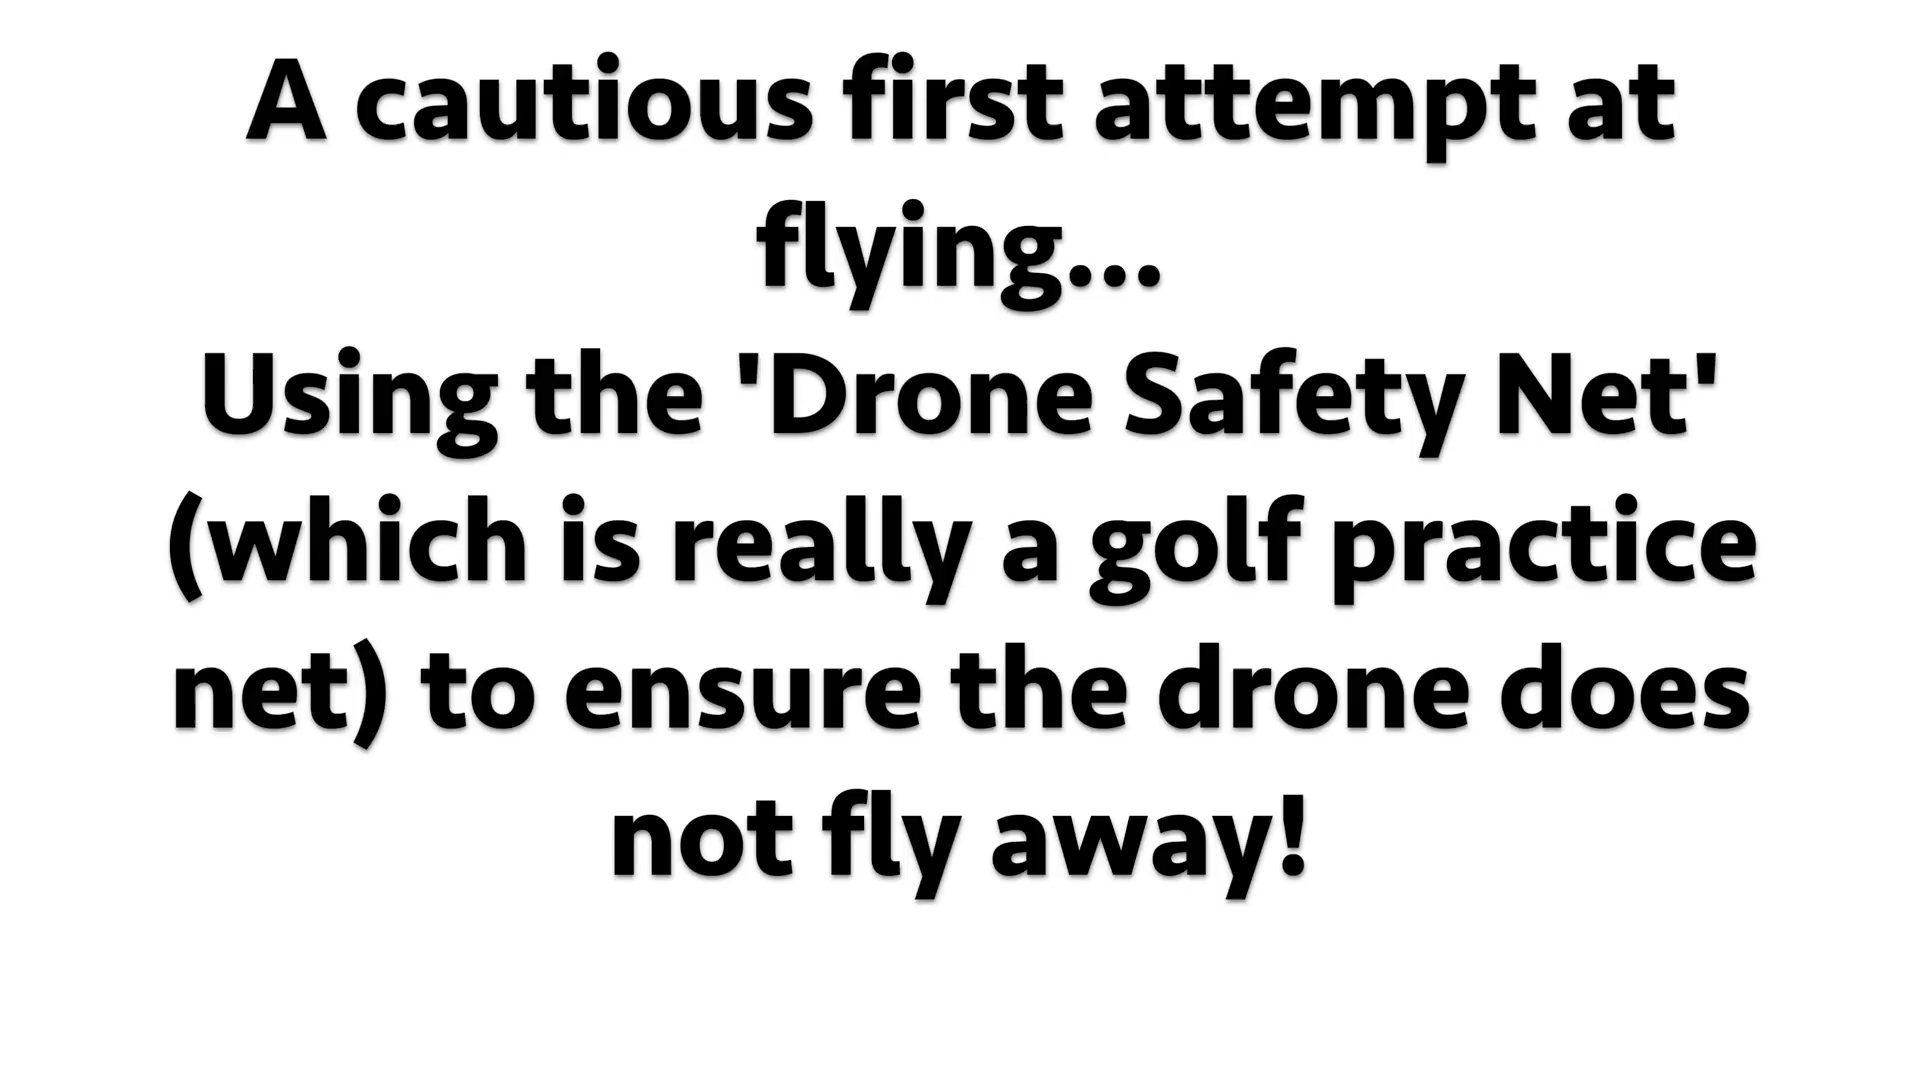 A cautious first attempt at
flying...
Using the 'Drone Safety Net'
(which is really a golf practice
net) to ensure the drone does
not fly away!